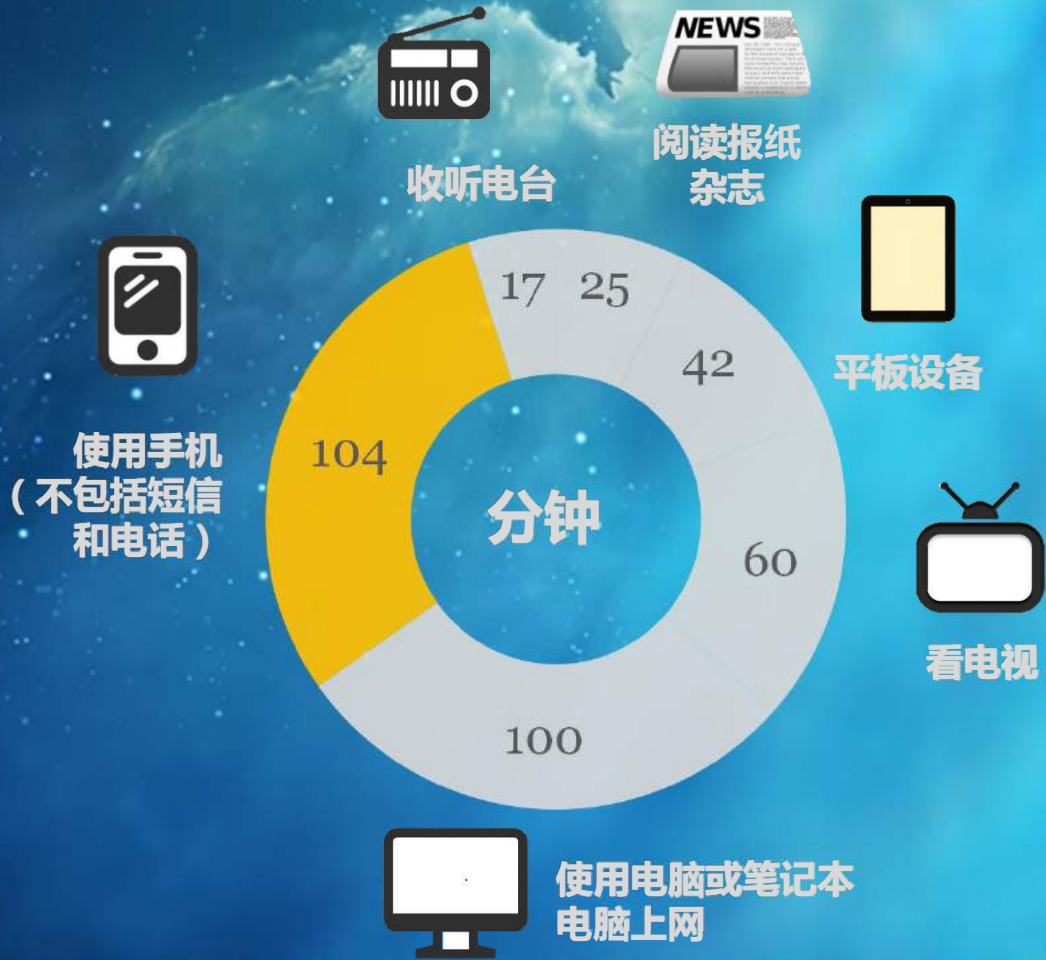 NEWS
收听电台
阅读报纸
杂志
平板设备
17
25
42
104
60
100
分钟
使用手机
（不包括短信
和电话）
看电视
使用电脑或笔记本
电脑上网